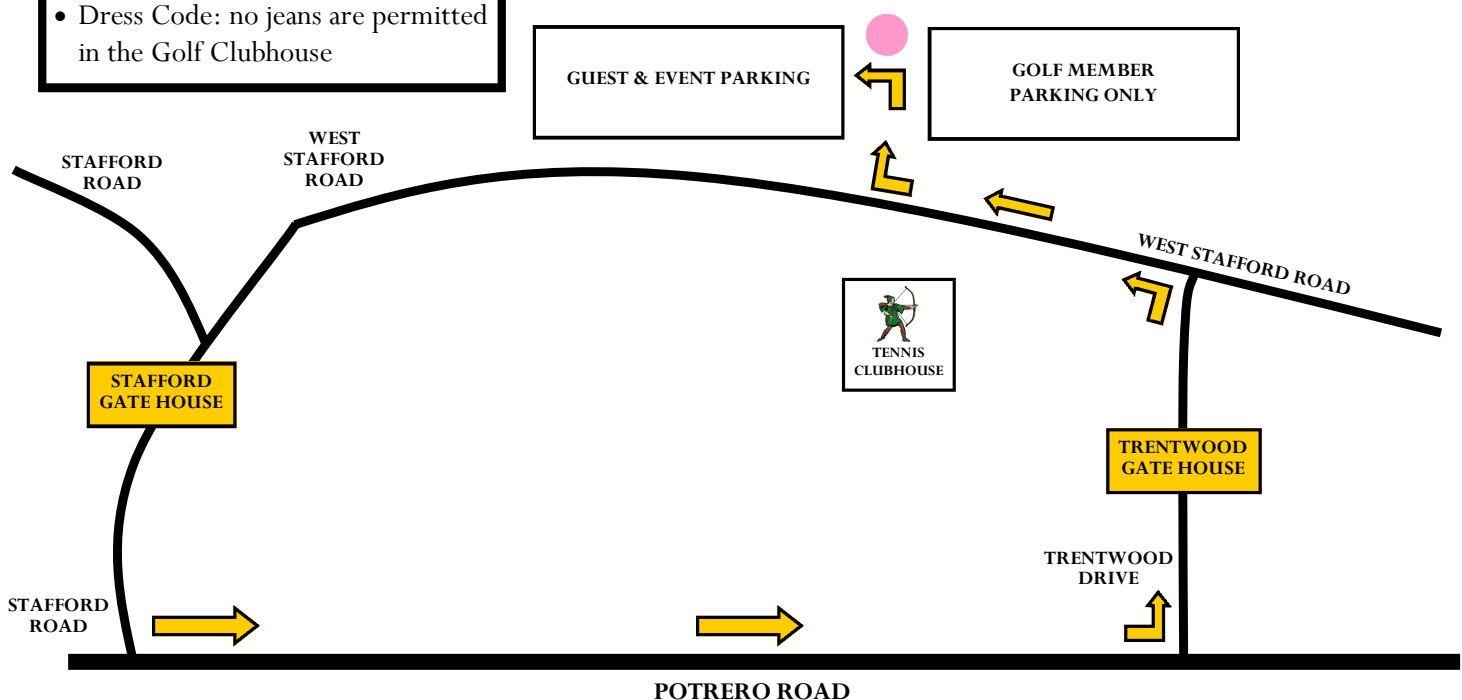 • Dress Code: no jeans are permitted
in the Golf Clubhouse
GUEST & EVENT PARKING
GOLF MEMBER
PARKING ONLY
STAFFORD
ROAD
WEST
STAFFORD
ROAD
WEST STAFFORD ROAD
TENNIS
CLUBHOUSE
STAFFORD
GATE HOUSE
TRENTWOOD
GATE HOUSE
TRENTWOOD
DRIVE
STAFFORD
ROAD
POTRERO ROAD